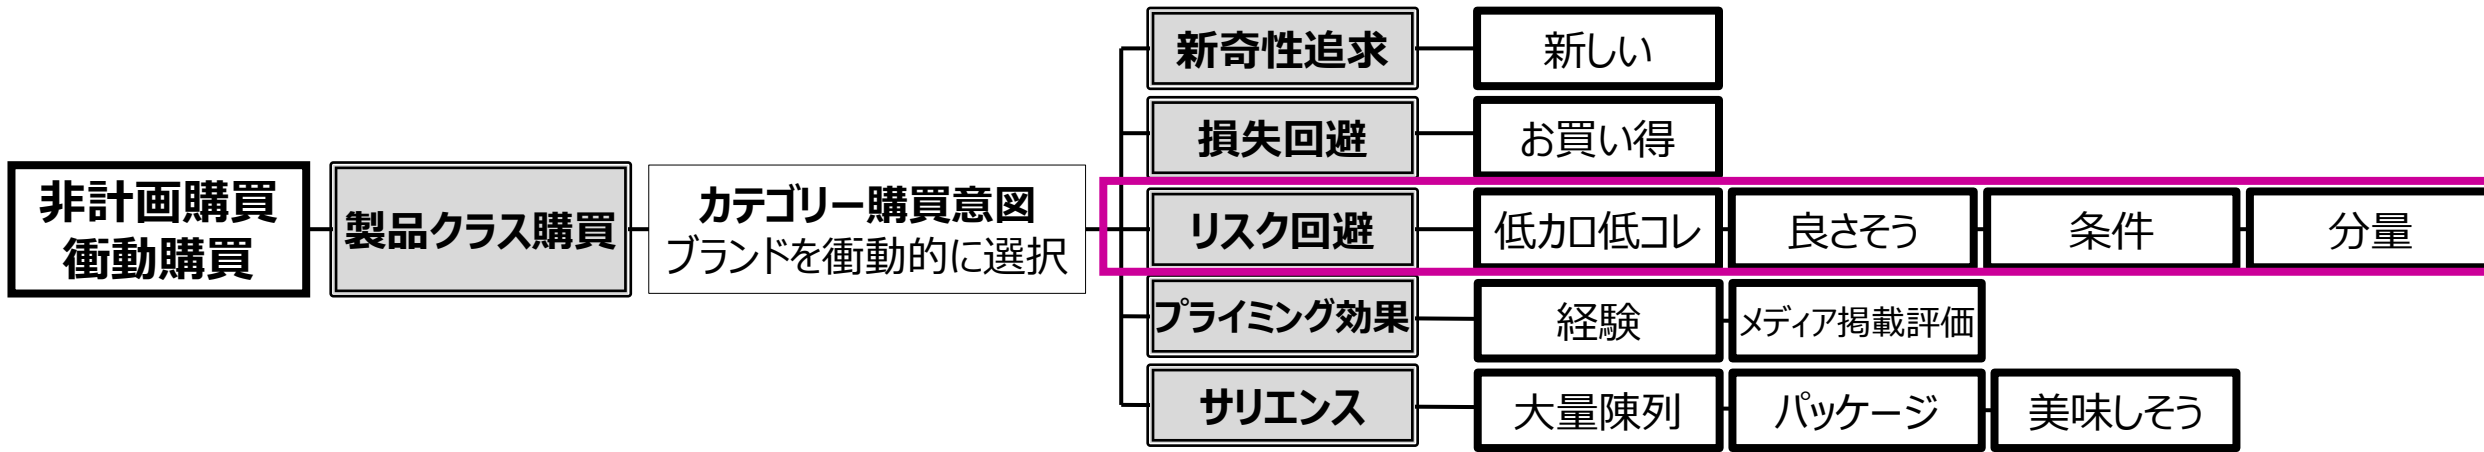 非計画購買
衝動購買
製品クラス購買
カテゴリー購買意図
ブランドを衝動的に選択
新奇性追求
新しい
損失回避
お買い得
リスク回避
低カロ低コレ
良さそう
条件
分量
プライミング効果
経験
メディア掲載評価
サリエンス
大量陳列
パッケージ
美味しそう